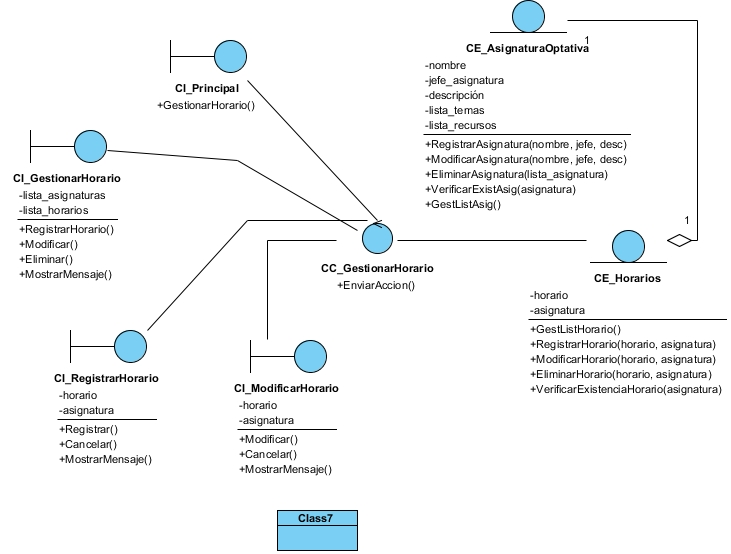 CE_AsignaturaOptativa
1
-nombre
-jefe_asignatura
-descripción
-lista_temas
-lista_recursos
+RegistrarAsignatura(nombre, jefe, desc)
+ModificarAsignatura(nombre, jefe, desc)
+EliminarAsignatura(lista_asignatura)
+VerificarExistAsig(asignatura)
+GestListAsig()
CI_Principal
+GestionarHorario()
CI_GestionarHorario
-lista_asignaturas
-lista_horarios
+RegistrarHorario()
+Modificar()
+Eliminar()
+MostrarMensaje()
CC_GestionarHorario
+EnviarAccion()
1
CE_Horarios
-horario
-asignatura
+GestListHorario()
+RegistrarHorario(horario, asignatura)
+ModificarHorario(horario, asignatura)
+EliminarHorario(horario, asignatura)
+VerificarExistenciaHorario(asignatura)
CI_RegistrarHorario
-horario
-asignatura
+Registrar()
+Cancelar()
+MostrarMensaje()
CI_ModificarHorario
-horario
-asignatura
+Modificar()
+Cancelar()
+MostrarMensaje()
Class7